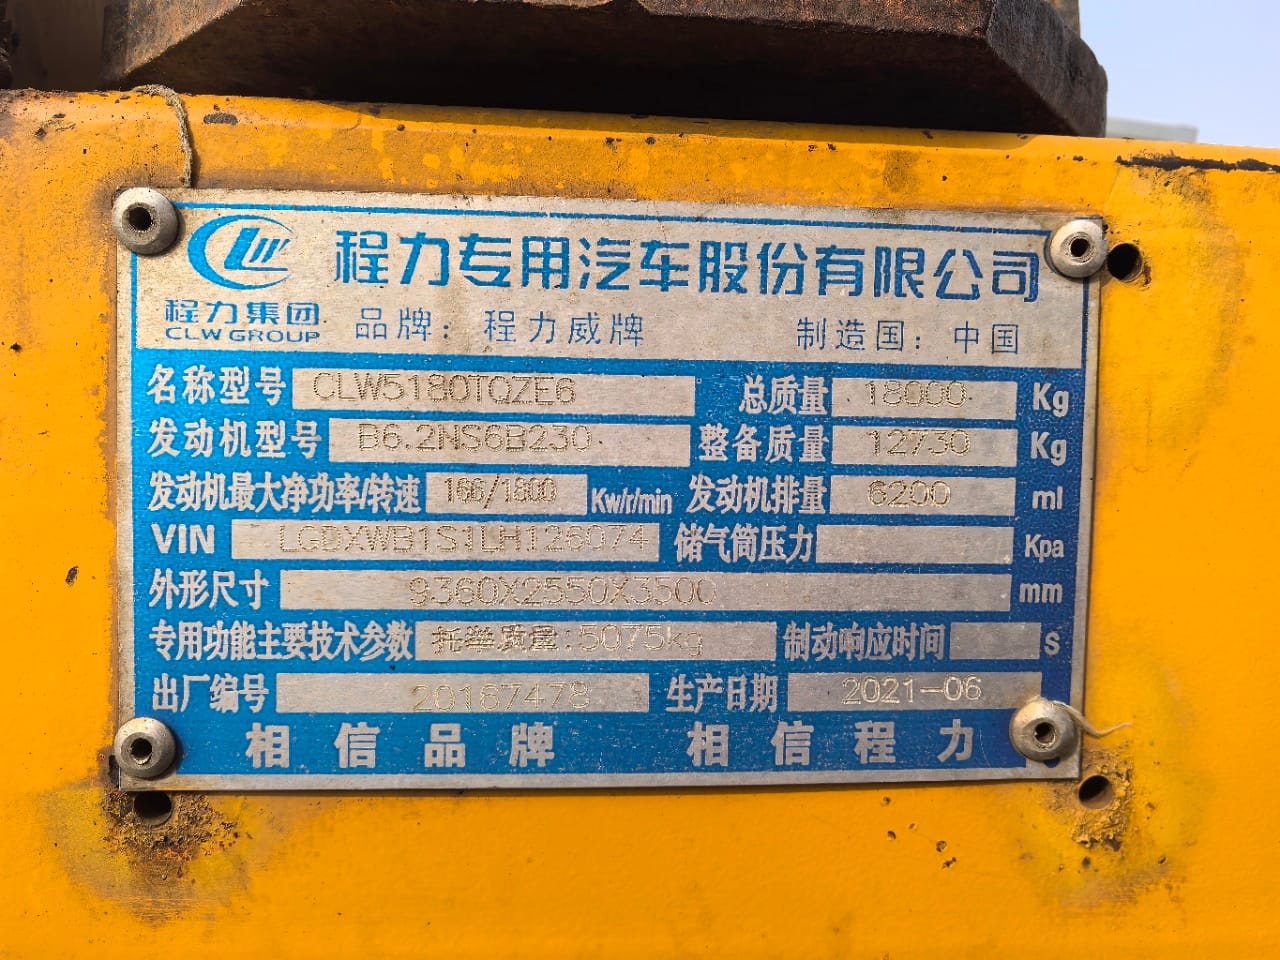 程力专用汽车股份有限公司
程力集团
CLW GROUP
品牌：程力威牌 制造国：中国
名称型号 CLW5180TQZE6 总质量 18000 Kg
发动机型号 B6.2NS6B230 整备质量 12730 Kg
发动机最大净功率/转速 166/1800 Kw/r/min 发动机排量 6200 ml
VIN LGDXWB1S1LH126074 储气筒压力 Kpa
外形尺寸 9360X2550X3500 mm
专用功能主要技术参数 托举质量:5075kg 制动响应时间 S
出厂编号 20167478 生产日期 2021-06
相信品牌 相信程力